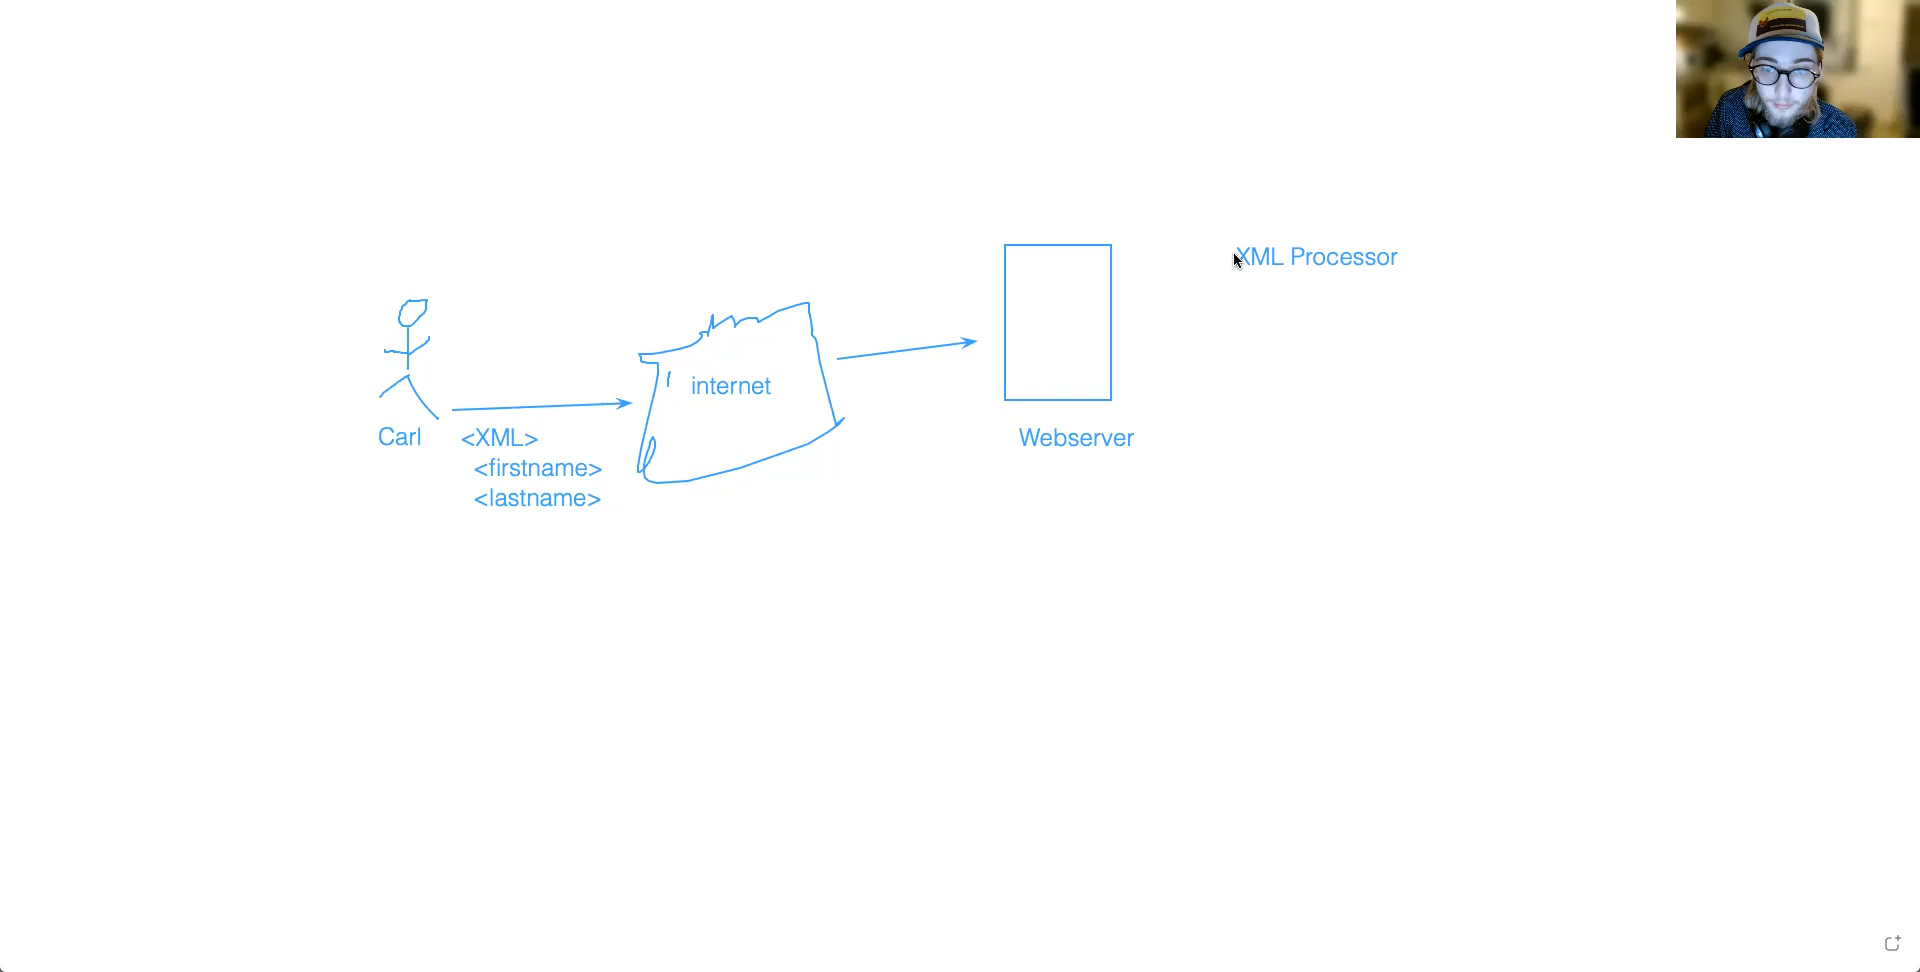 XML Processor
internet
Carl
<XML>
<firstname>
<lastname>
Webserver